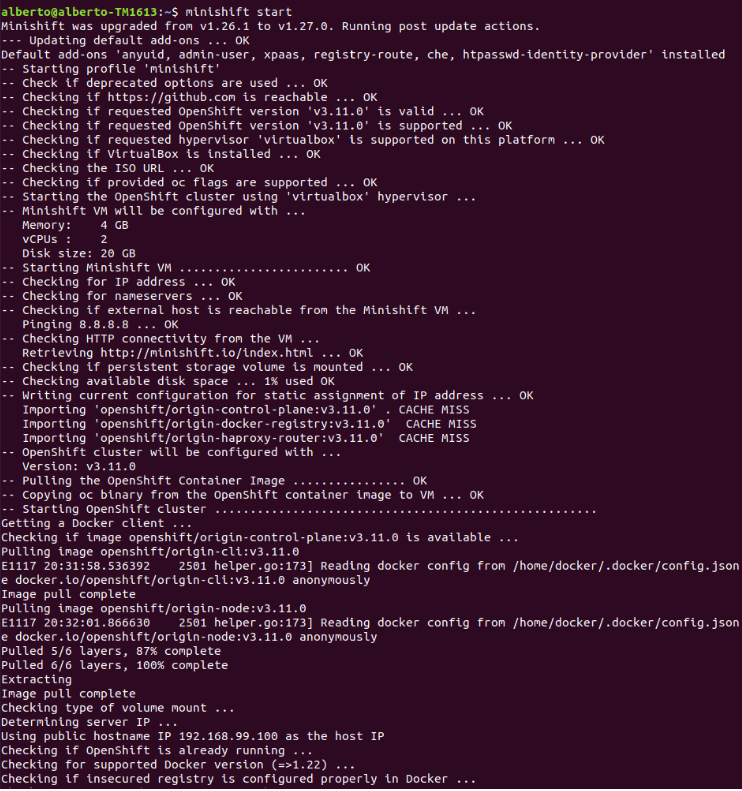 alberto@alberto-TM1613:~$ minishift start
Minishift was upgraded from v1.26.1 to v1.27.0. Running post update actions.
--- Updating default add-ons ... OK
Default add-ons 'anyuid, admin-user, xpaas, registry-route, che, htpasswd-identity-provider' installed
-- Starting profile 'minishift'
-- Check if deprecated options are used ... OK
-- Checking if https://github.com is reachable ... OK
-- Checking if requested OpenShift version 'v3.11.0' is valid ... OK
-- Checking if requested OpenShift version 'v3.11.0' is supported ... OK
-- Checking if requested hypervisor 'virtualbox' is supported on this platform ... OK
-- Checking if VirtualBox is installed ... OK
-- Checking the ISO URL ... OK
-- Checking if provided oc flags are supported ... OK
-- Starting the OpenShift cluster using 'virtualbox' hypervisor ...
-- Minishift VM will be configured with ...
   Memory:    4 GB
   vCPUs :    2
   Disk size: 20 GB
-- Starting Minishift VM ........................ OK
-- Checking for IP address ... OK
-- Checking for nameservers ... OK
-- Checking if external host is reachable from the Minishift VM ...
   Pinging 8.8.8.8 ... OK
-- Checking HTTP connectivity from the VM ...
   Retrieving http://minishift.io/index.html ... OK
-- Checking if persistent storage volume is mounted ... OK
-- Checking available disk space ... 1% used OK
-- Writing current configuration for static assignment of IP address ... OK
   Importing 'openshift/origin-control-plane:v3.11.0' . CACHE MISS
   Importing 'openshift/origin-docker-registry:v3.11.0'  CACHE MISS
   Importing 'openshift/origin-haproxy-router:v3.11.0'  CACHE MISS
-- OpenShift cluster will be configured with ...
   Version: v3.11.0
-- Pulling the OpenShift Container Image ................ OK
-- Copying oc binary from the OpenShift container image to VM ... OK
-- Starting OpenShift cluster ......................................................
Getting a Docker client ...
Checking if image openshift/origin-control-plane:v3.11.0 is available ...
Pulling image openshift/origin-cli:v3.11.0
E1117 20:31:58.536392    2501 helper.go:173] Reading docker config from /home/docker/.docker/config.json
e docker.io/openshift/origin-cli:v3.11.0 anonymously
Image pull complete
Pulling image openshift/origin-node:v3.11.0
E1117 20:32:01.866630    2501 helper.go:173] Reading docker config from /home/docker/.docker/config.json
e docker.io/openshift/origin-node:v3.11.0 anonymously
Pulled 5/6 layers, 87% complete
Pulled 6/6 layers, 100% complete
Extracting
Image pull complete
Checking type of volume mount ...
Determining server IP ...
Using public hostname IP 192.168.99.100 as the host IP
Checking if OpenShift is already running ...
Checking for supported Docker version (=>1.22) ...
Checking if insecured registry is configured properly in Docker ...